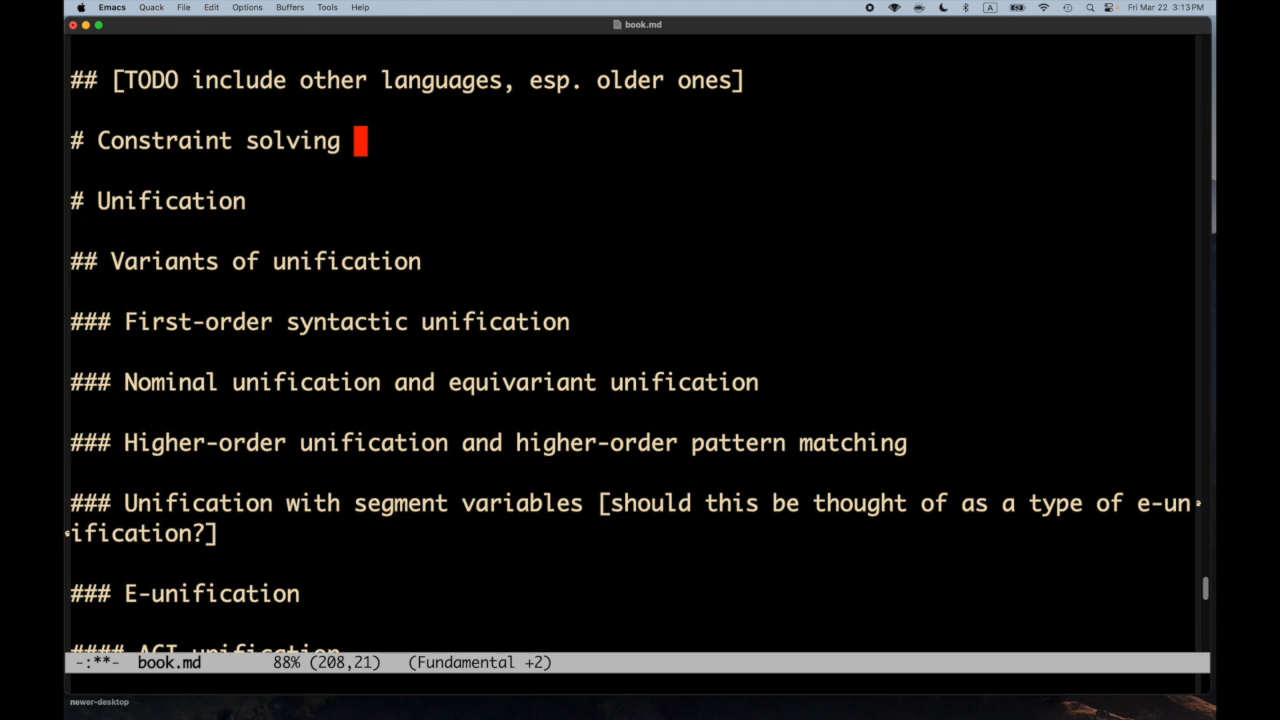 Emacs Quack File Edit Options Buffers Tools Help A Fri Mar 22 3:13 PM
book.md
## [TODO include other languages, esp. older ones]
# Constraint solving
# Unification
## Variants of unification
### First-order syntactic unification
### Nominal unification and equivariant unification
### Higher-order unification and higher-order pattern matching
### Unification with segment variables [should this be thought of as a type of e-un
ification?]
### E-unification
#### ACI unification
-:**- book.md 88% (208,21) (Fundamental +2)
newer-desktop